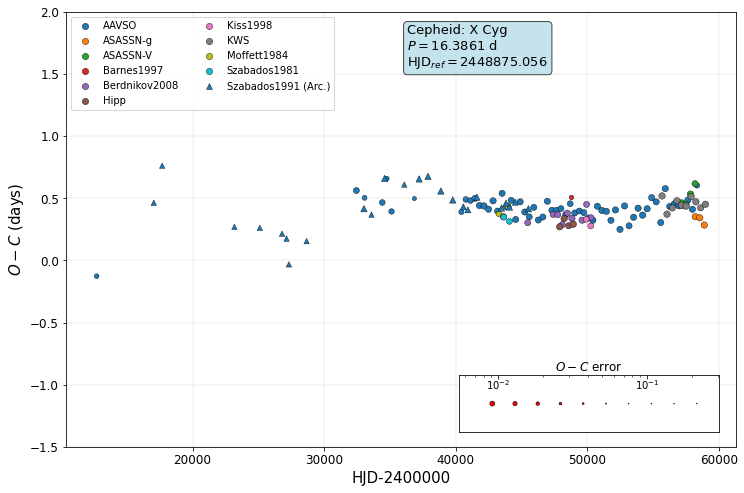 2.0
1.5
1.0
0.5
0.0
−0.5
−1.0
−1.5
O − C (days)
AAVSO
ASASSN-g
ASASSN-V
Barnes1997
Berdnikov2008
Hipp
Kiss1998
KWS
Moffett1984
Szabados1981
Szabados1991 (Arc.)
Cepheid: X Cyg
P = 16.3861 d
HJD_ref = 2448875.056
O − C error
10^−2 10^−1
20000 30000 40000 50000 60000
HJD-2400000